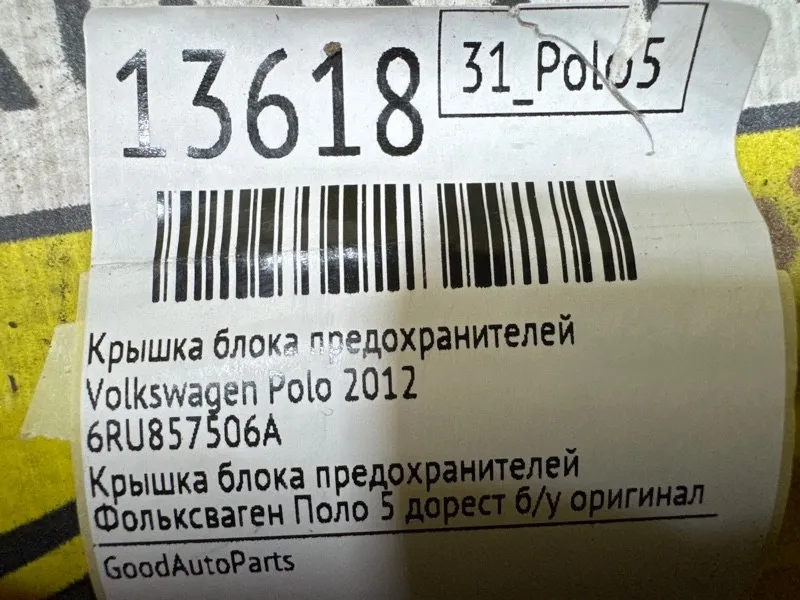 13618
31_Polo5
Крышка блока предохранителей
Volkswagen Polo 2012
6RU857506A
Крышка блока предохранителей
Фольксваген Поло 5 дорест б/у оригинал
GoodAutoParts